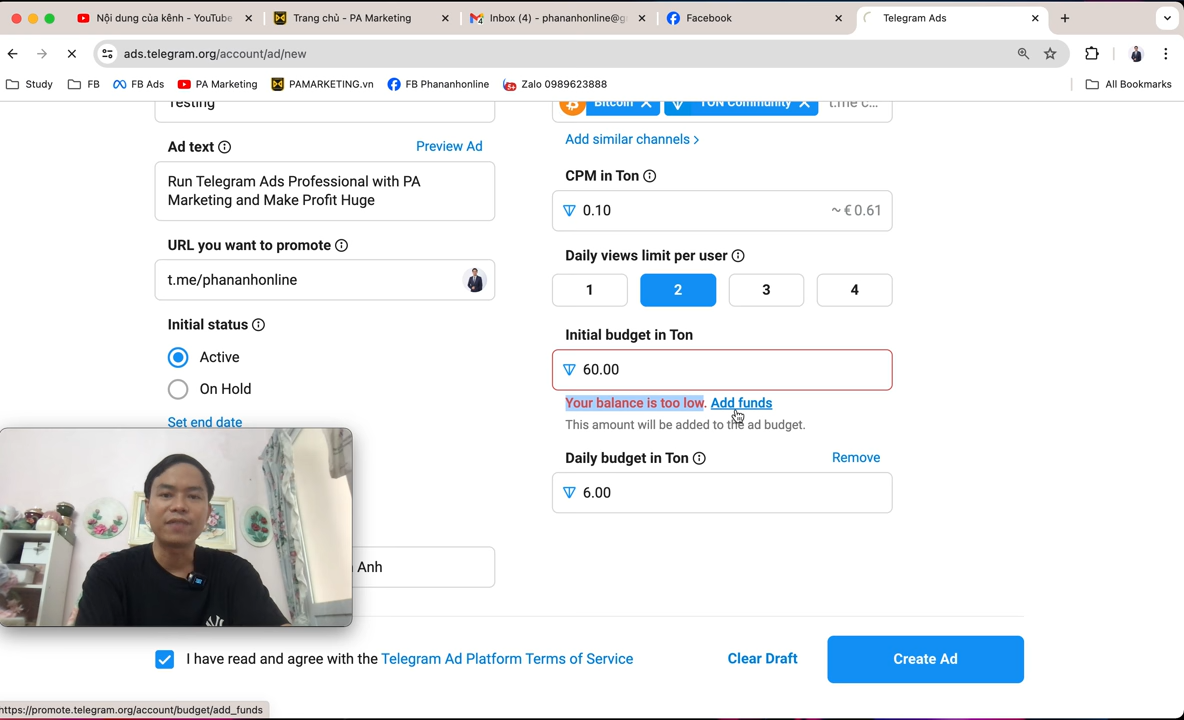 Nội dung của kênh - YouTube
Trang chủ - PA Marketing
Inbox (4) - phananhonline@g
Facebook
Telegram Ads
ads.telegram.org/account/ad/new
Study
FB
FB Ads
PA Marketing
PAMARKETING.vn
FB Phananhonline
Zalo 0989623888
All Bookmarks
Testing
Bitcoin
TON Community
t.me c...
Add similar channels >
Ad text
Preview Ad
Run Telegram Ads Professional with PA
Marketing and Make Profit Huge
CPM in Ton
0.10
~ € 0.61
URL you want to promote
t.me/phananhonline
Daily views limit per user
1
2
3
4
Initial status
Active
On Hold
Set end date
Initial budget in Ton
60.00
Your balance is too low. Add funds
This amount will be added to the ad budget.
Daily budget in Ton
Remove
6.00
Anh
I have read and agree with the Telegram Ad Platform Terms of Service
Clear Draft
Create Ad
https://promote.telegram.org/account/budget/add_funds